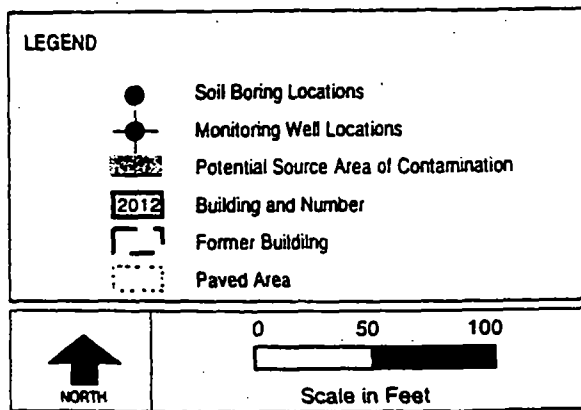 LEGEND
Soil Boring Locations
Monitoring Well Locations
Potential Source Area of Contamination
2012 Building and Number
Former Buildilng
Paved Area
0 50 100
NORTH
Scale in Feet